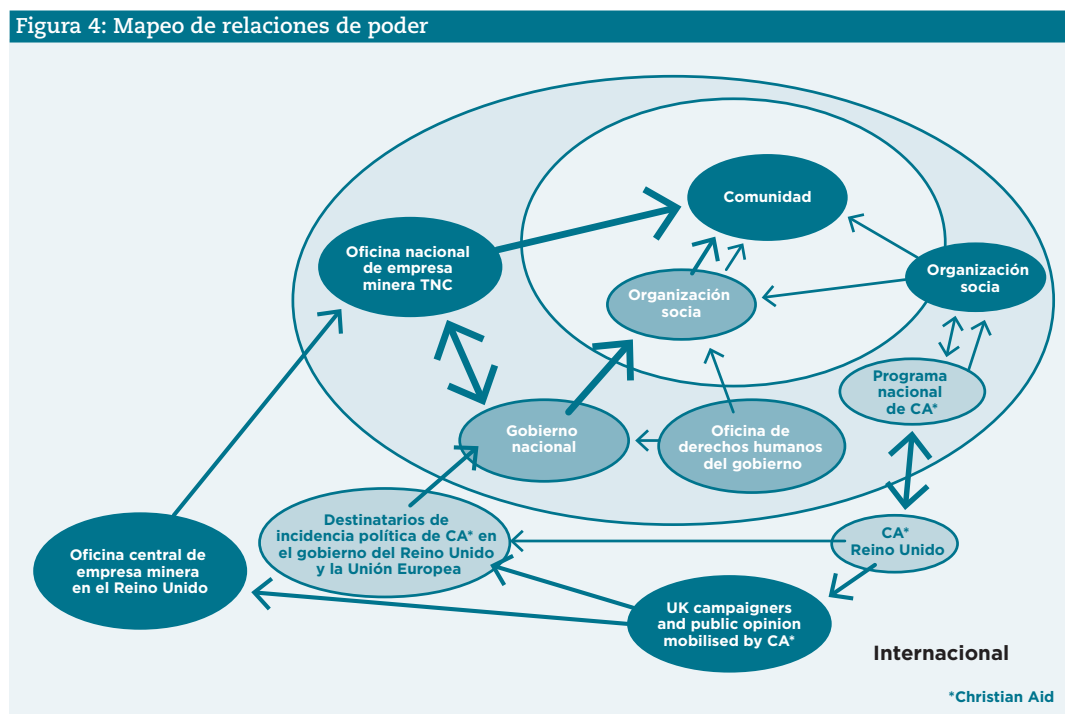 Figura 4: Mapeo de relaciones de poder
Comunidad
Oficina nacional
de empresa
minera TNC
Organización
socia
Organización
socia
Programa
nacional
de CA*
Gobierno
nacional
Oficina de
derechos humanos
del gobierno
Destinatarios de
incidencia política de CA* en
el gobierno del Reino Unido
y la Unión Europea
CA*
Reino Unido
Oficina central de
empresa minera
en el Reino Unido
UK campaigners
and public opinion
mobilised by CA*
Internacional
*Christian Aid